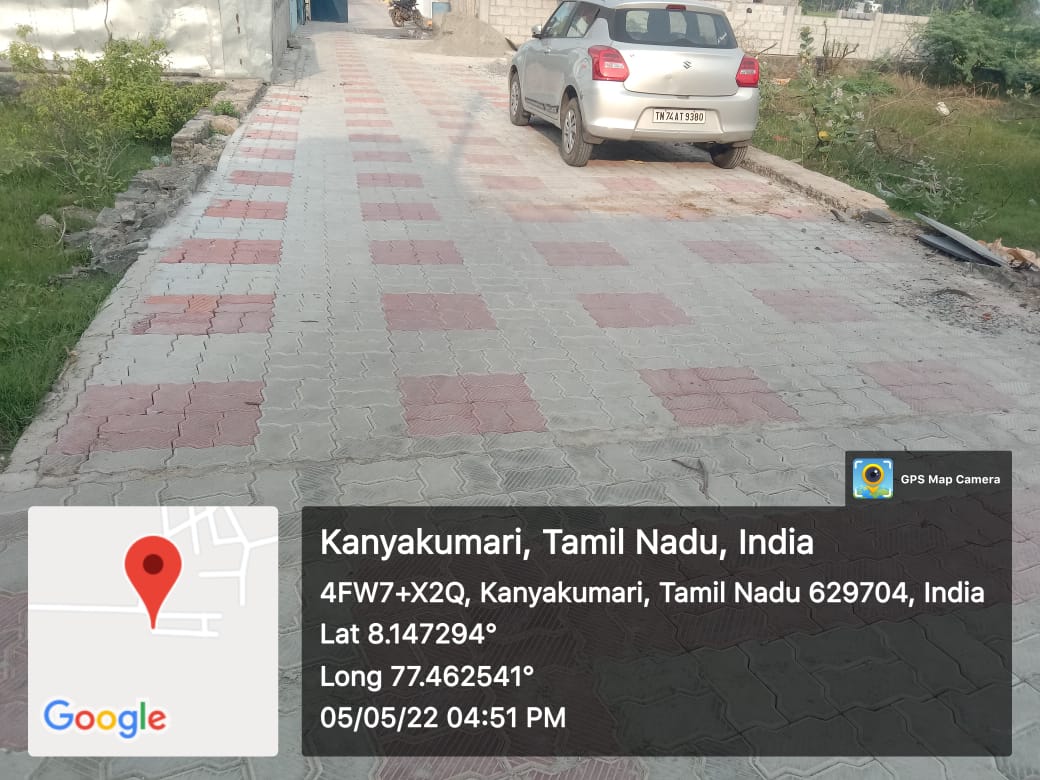 TN 74 AT 9380
GPS Map Camera
Kanyakumari, Tamil Nadu, India
4FW7+X2Q, Kanyakumari, Tamil Nadu 629704, India
Lat 8.147294°
Long 77.462541°
05/05/22 04:51 PM
Google